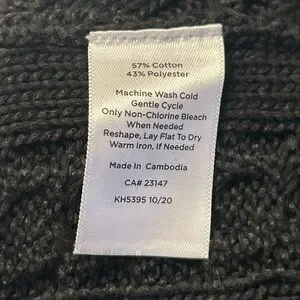 57% Cotton
43% Polyester
Machine Wash Cold
Gentle Cycle
Only Non-Chlorine Bleach
When Needed
Reshape, Lay Flat To Dry
Warm Iron, If Needed
Made In Cambodia
CA# 23147
KH5395 10/20